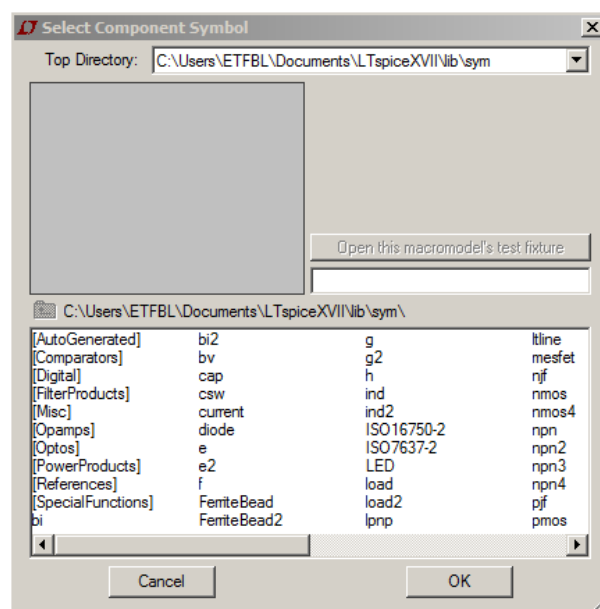 Select Component Symbol
Top Directory: C:\Users\ETFBL\Documents\LTspiceXVII\lib\sym
Open this macromodel's test fixture
C:\Users\ETFBL\Documents\LTspiceXVII\lib\sym\
[AutoGenerated] bi2 g ltline
[Comparators] bv g2 mesfet
[Digital] cap h njf
[FilterProducts] csw ind nmos
[Misc] current ind2 nmos4
[Opamps] diode ISO16750-2 npn
[Optos] e ISO7637-2 npn2
[PowerProducts] e2 LED npn3
[References] f load npn4
[SpecialFunctions] FerriteBead load2 pjf
bi FerriteBead2 lpnp pmos
Cancel OK